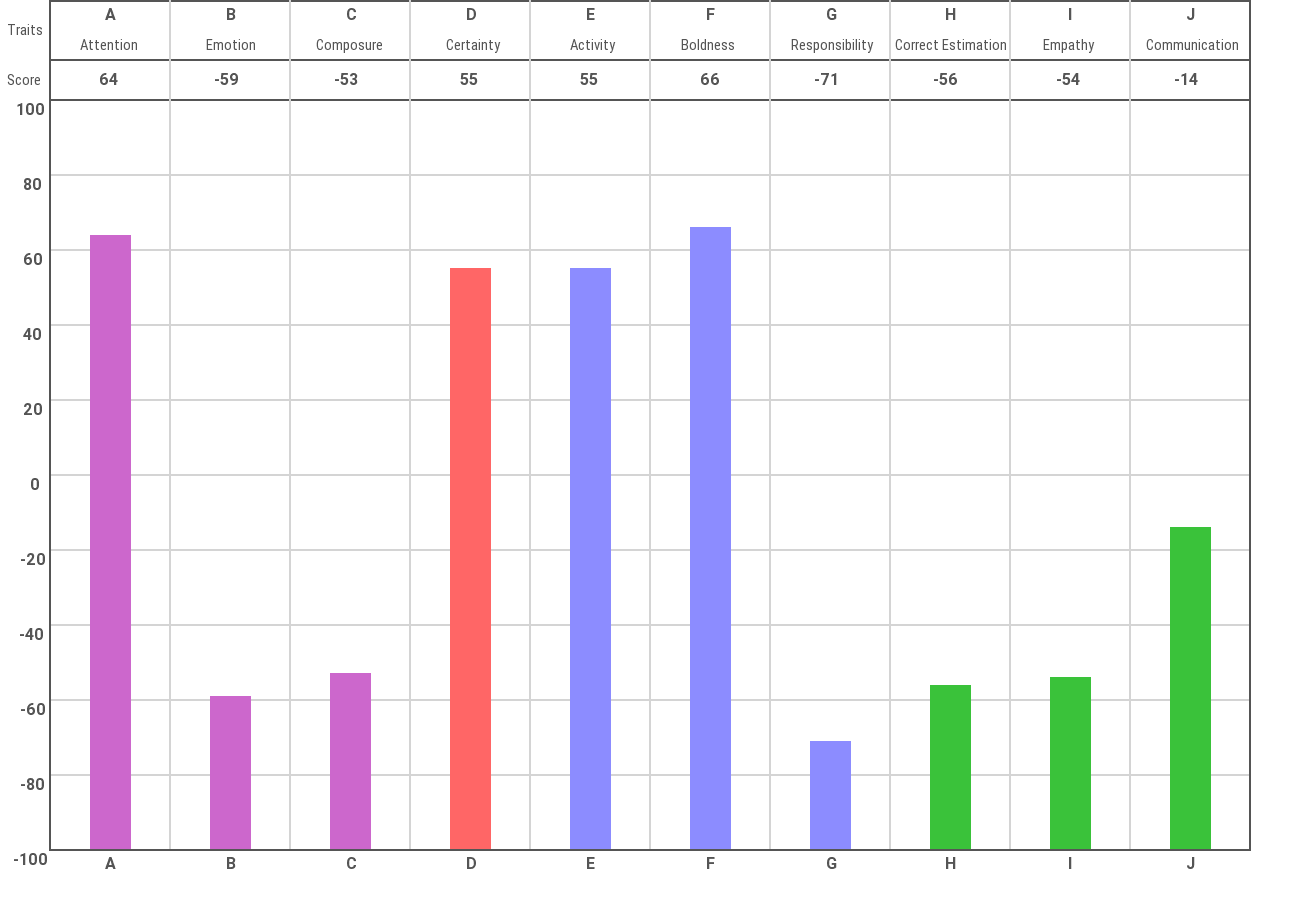 A B C D E F G H I J
Traits
Attention Emotion Composure Certainty Activity Boldness Responsibility Correct Estimation Empathy Communication
Score 64 -59 -53 55 55 66 -71 -56 -54 -14
100
80
60
40
20
0
-20
-40
-60
-80
-100
A B C D E F G H I J